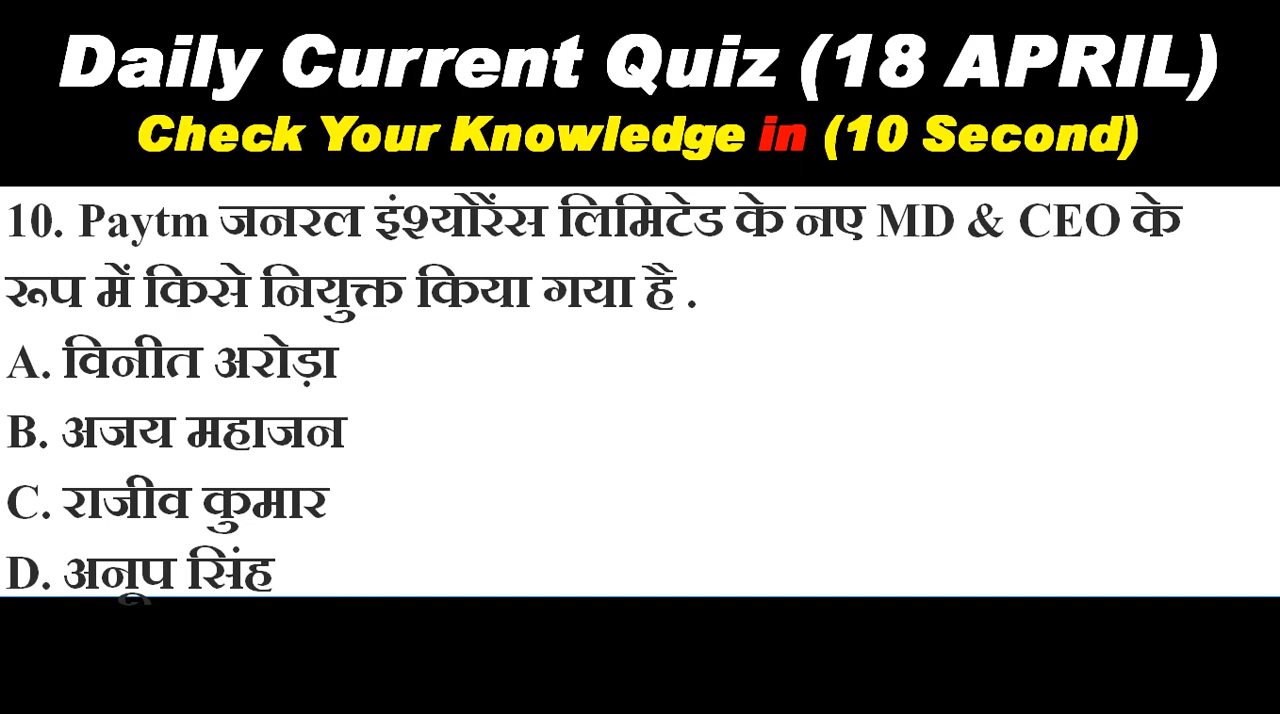 Daily Current Quiz (18 APRIL)
Check Your Knowledge in (10 Second)
10. Paytm जनरल इंश्योरेंस लिमिटेड के नए MD & CEO के
रूप में किसे नियुक्त किया गया है .
A. विनीत अरोड़ा
B. अजय महाजन
C. राजीव कुमार
D. अनूप सिंह